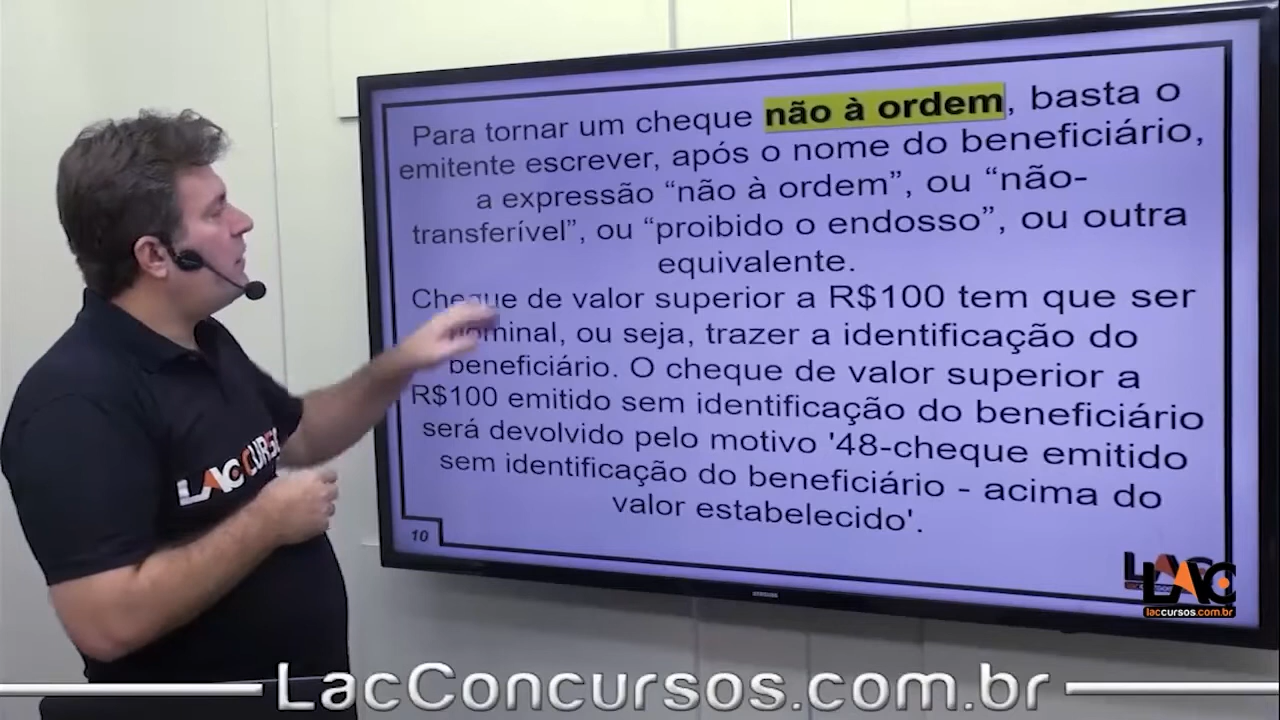 Para tornar um cheque não à ordem, basta o
emitente escrever, após o nome do beneficiário,
a expressão “não à ordem”, ou “não-
transferível”, ou “proibido o endosso”, ou outra
equivalente.
Cheque de valor superior a R$100 tem que ser
nominal, ou seja, trazer a identificação do
beneficiário. O cheque de valor superior a
R$100 emitido sem identificação do beneficiário
será devolvido pelo motivo '48-cheque emitido
sem identificação do beneficiário - acima do
valor estabelecido'.
10
LAC
laccursos.com.br
SAMSUNG
LAC CURSO
LacConcursos.com.br